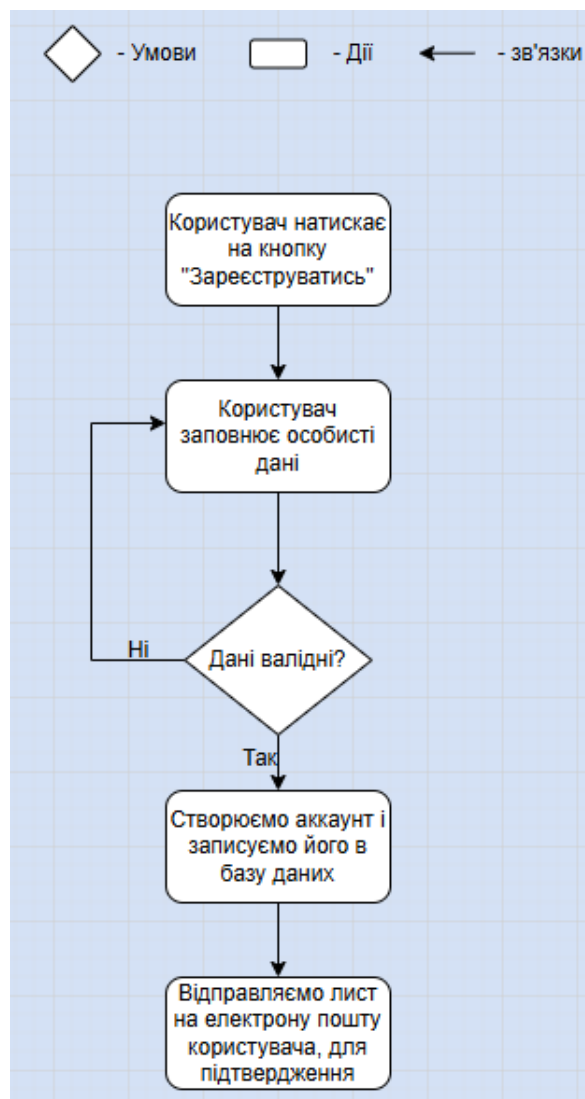 - Умови
- Дії
- зв'язки
Користувач натискає
на кнопку
"Зареєструватись"
Користувач
заповнює особисті
дані
Ні
Дані валідні?
Так
Створюємо аккаунт і
записуємо його в
базу даних
Відправляємо лист
на електрону пошту
користувача, для
підтвердження